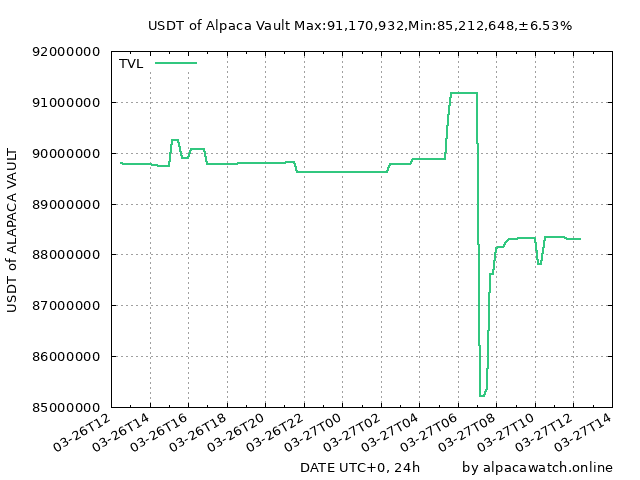 USDT of Alpaca Vault Max:91,170,932,Min:85,212,648,±6.53%
TVL
92000000
91000000
90000000
89000000
88000000
87000000
86000000
85000000
USDT of ALAPACA VAULT
03-26T12
03-26T14
03-26T16
03-26T18
03-26T20
03-26T22
03-27T00
03-27T02
03-27T04
03-27T06
03-27T08
03-27T10
03-27T12
03-27T14
DATE UTC+0, 24h
by alpacawatch.online